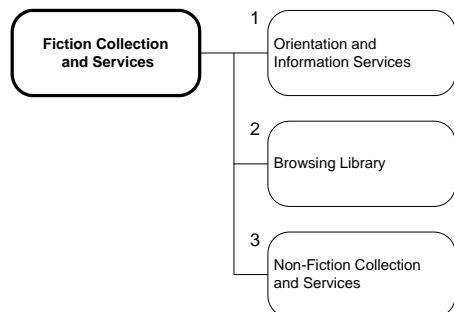 Fiction Collection
and Services
1
Orientation and
Information Services
2
Browsing Library
3
Non-Fiction Collection
and Services